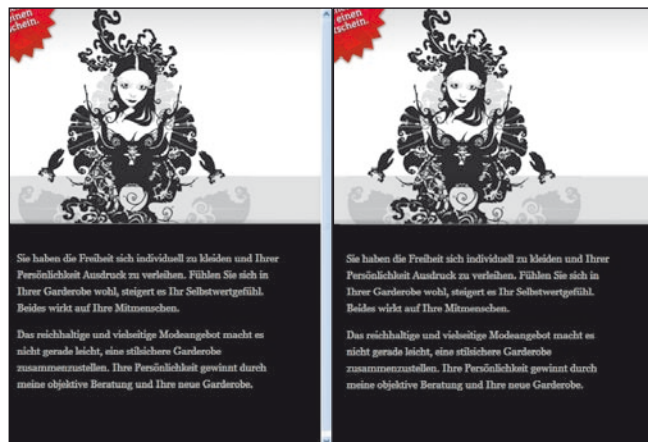 einen
schein.
Sie haben die Freiheit sich individuell zu kleiden und Ihrer
Persönlichkeit Ausdruck zu verleihen. Fühlen Sie sich in
Ihrer Garderobe wohl, steigert es Ihr Selbstwertgefühl.
Beides wirkt auf Ihre Mitmenschen.
Das reichhaltige und vielseitige Modeangebot macht es
nicht gerade leicht, eine stilsichere Garderobe
zusammenzustellen. Ihre Persönlichkeit gewinnt durch
meine objektive Beratung und Ihre neue Garderobe.
einen
tschein.
Sie haben die Freiheit sich individuell zu kleiden und Ihrer
Persönlichkeit Ausdruck zu verleihen. Fühlen Sie sich in
Ihrer Garderobe wohl, steigert es Ihr Selbstwertgefühl.
Beides wirkt auf Ihre Mitmenschen.
Das reichhaltige und vielseitige Modeangebot macht es
nicht gerade leicht, eine stilsichere Garderobe
zusammenzustellen. Ihre Persönlichkeit gewinnt durch
meine objektive Beratung und Ihre neue Garderobe.